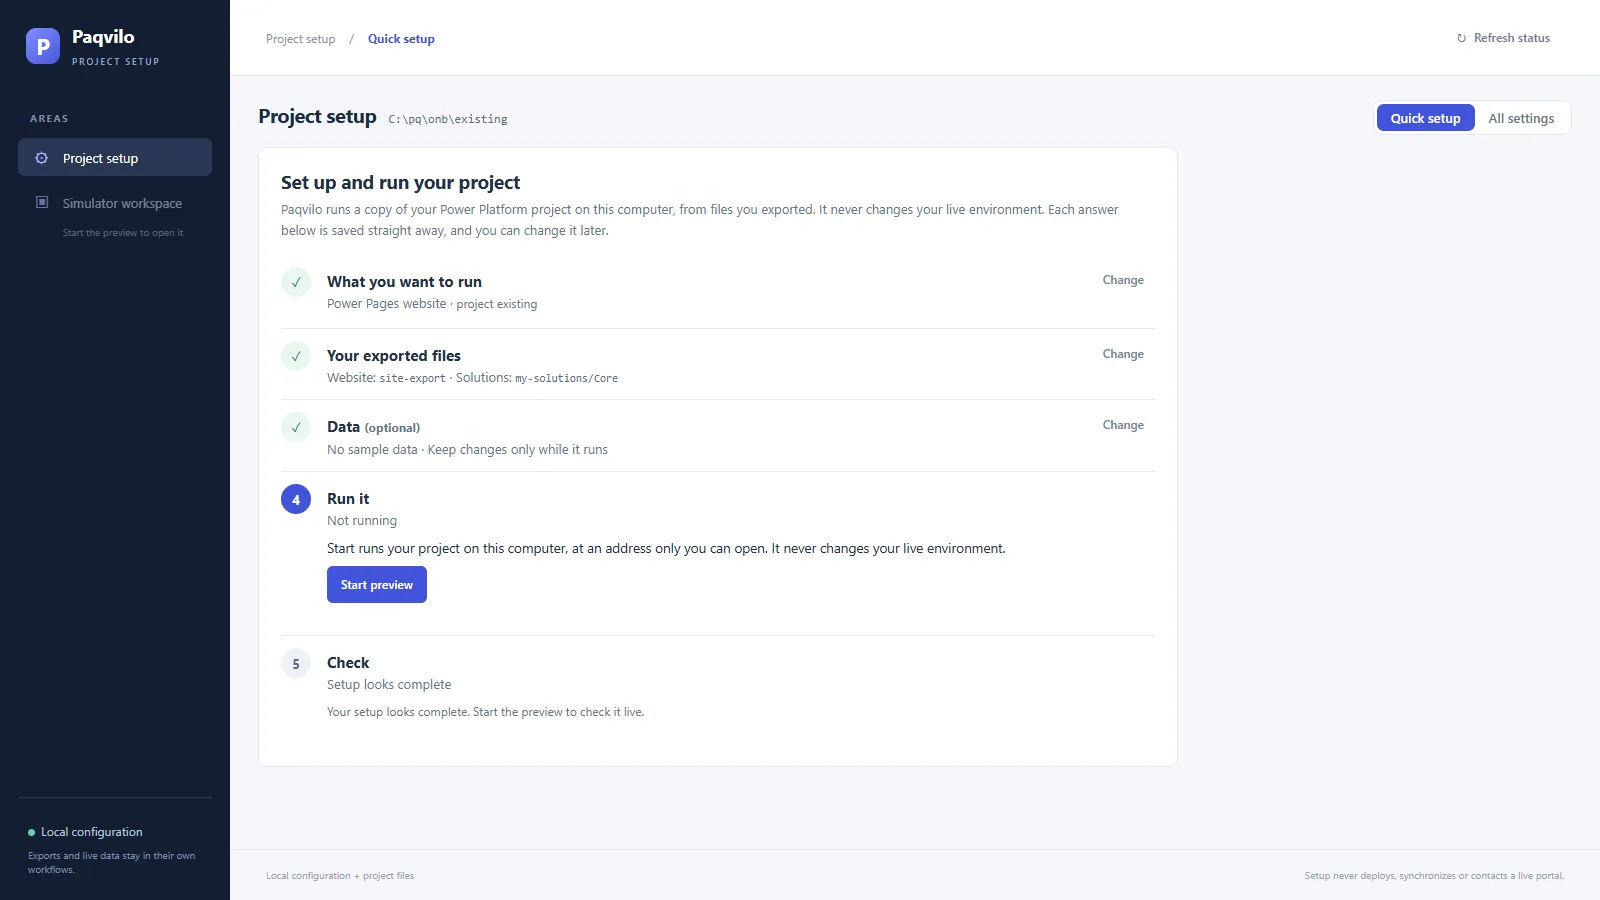 P
Paqvilo
PROJECT SETUP
AREAS
Project setup
Simulator workspace
Start the preview to open it
Local configuration
Exports and live data stay in their own
workflows.
Project setup / Quick setup
Refresh status
Project setup C:\pq\onb\existing
Quick setup All settings
Set up and run your project
Paqvilo runs a copy of your Power Platform project on this computer, from files you exported. It never changes your live environment. Each answer
below is saved straight away, and you can change it later.
What you want to run
Change
Power Pages website · project existing
Your exported files
Change
Website: site-export · Solutions: my-solutions/Core
Data (optional)
Change
No sample data · Keep changes only while it runs
4 Run it
Not running
Start runs your project on this computer, at an address only you can open. It never changes your live environment.
Start preview
5 Check
Setup looks complete
Your setup looks complete. Start the preview to check it live.
Local configuration + project files
Setup never deploys, synchronizes or contacts a live portal.